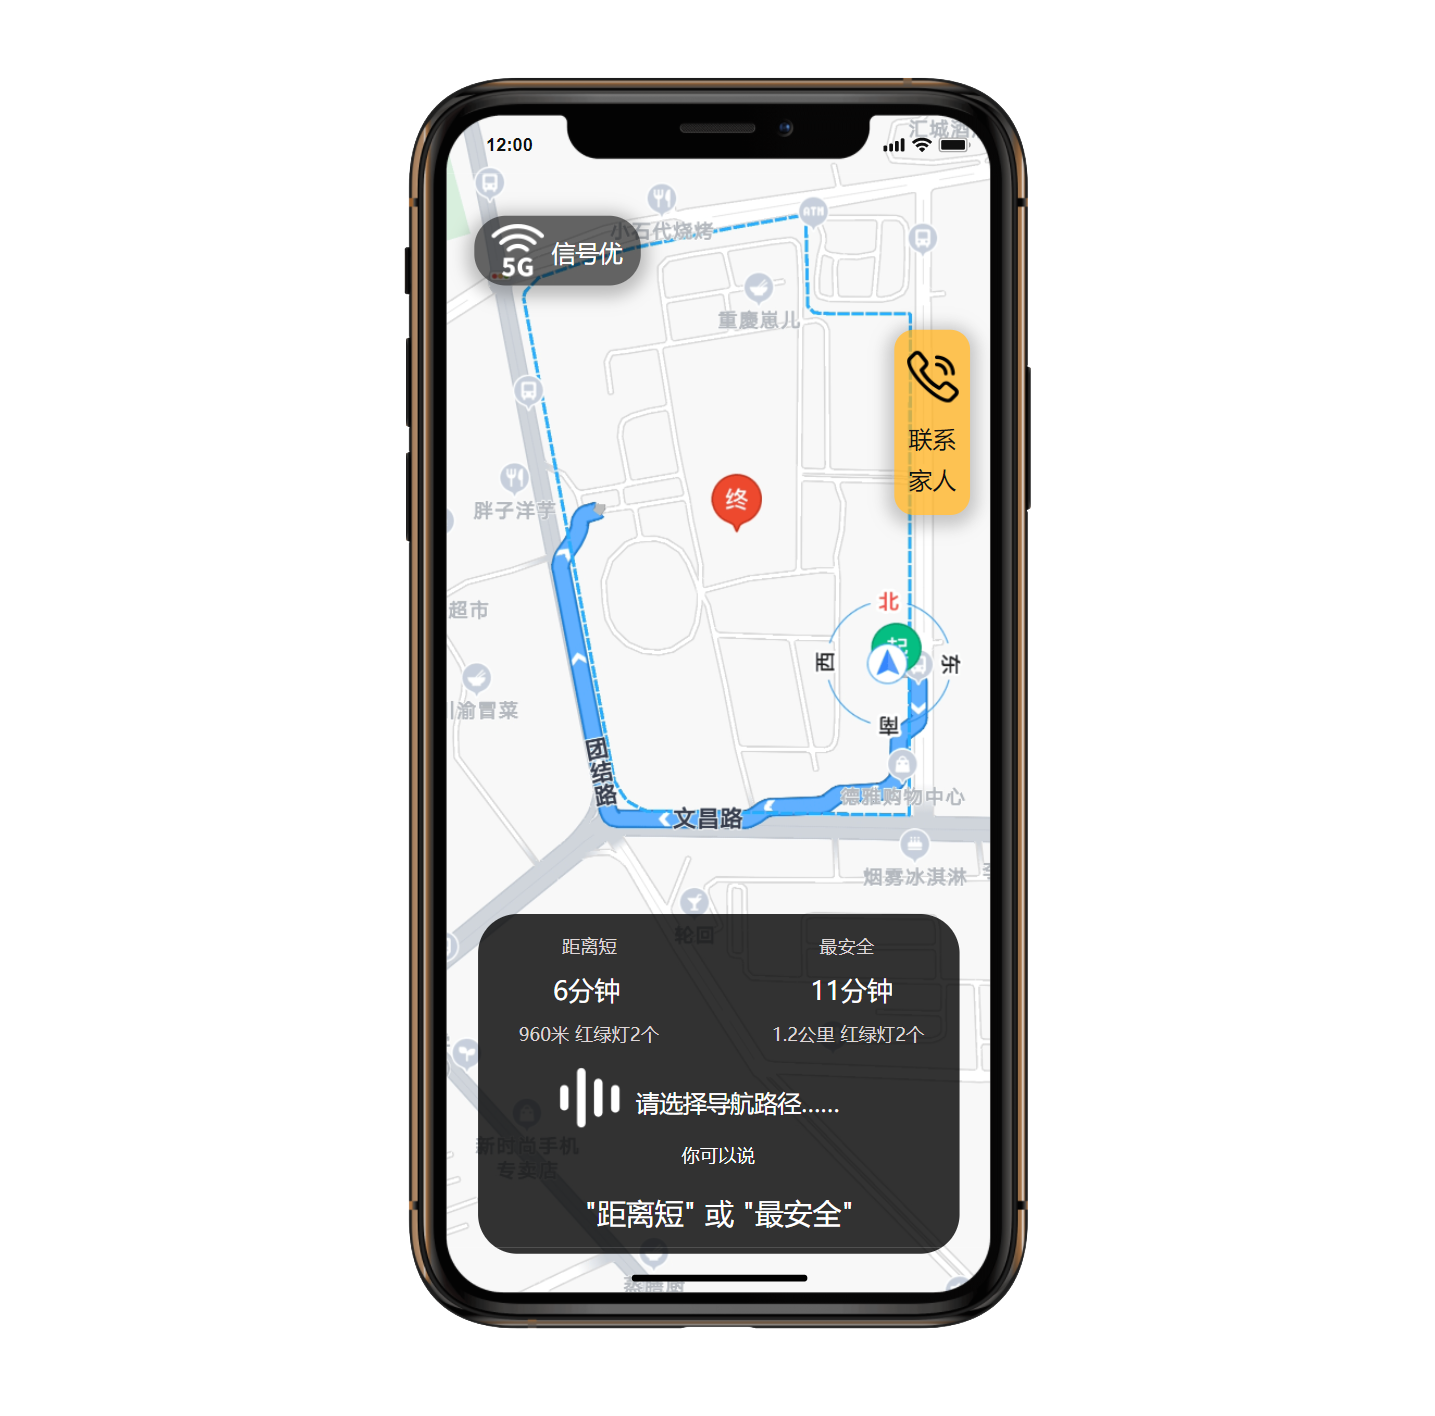 12:00
汇城酒
小石代烧烤
ATM
5G 信号优
重慶崽儿
联系
家人
终
胖子洋芋
超市
北
起
西
东
南
川渝冒菜
团结路
德雅购物中心
文昌路
烟雾冰淇淋
轮回
距离短
最安全
6分钟
11分钟
960米 红绿灯2个
1.2公里 红绿灯2个
请选择导航路径......
新时尚手机
专卖店
你可以说
"距离短" 或 "最安全"